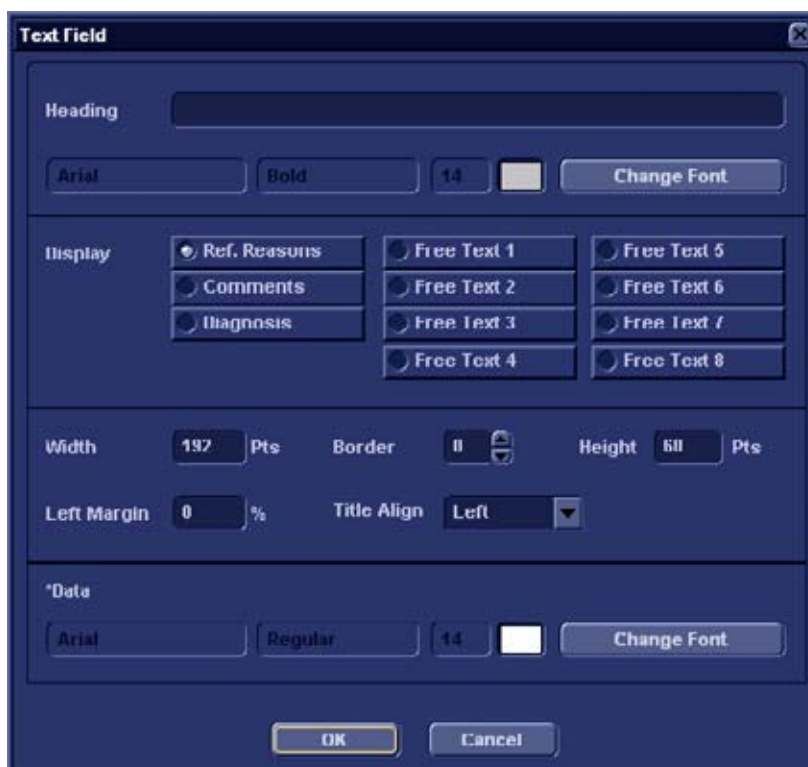 Text Field
Heading
Arial Bold 14 Change Font
Display Ref. Reasons Free Text 1 Free Text 5
Comments Free Text 2 Free Text 6
Diagnosis Free Text 3 Free Text 7
Free Text 4 Free Text 8
Width 192 Pts Border 0 Height 60 Pts
Left Margin 0 % Title Align Left
*Data
Arial Regular 14 Change Font
OK Cancel